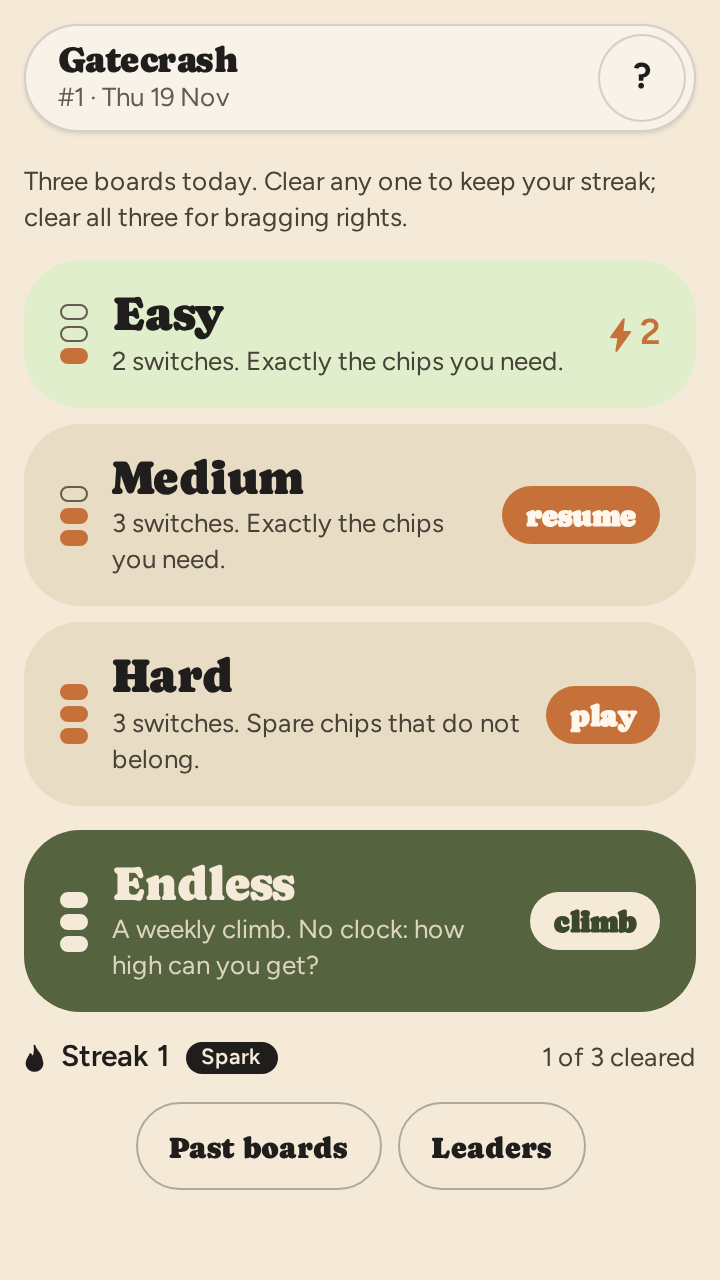 Gatecrash
#1 · Thu 19 Nov
?
Three boards today. Clear any one to keep your streak;
clear all three for bragging rights.
Easy
2 switches. Exactly the chips you need.
2
Medium
3 switches. Exactly the chips
you need.
resume
Hard
3 switches. Spare chips that do not
belong.
play
Endless
A weekly climb. No clock: how
high can you get?
climb
Streak 1 Spark
1 of 3 cleared
Past boards
Leaders